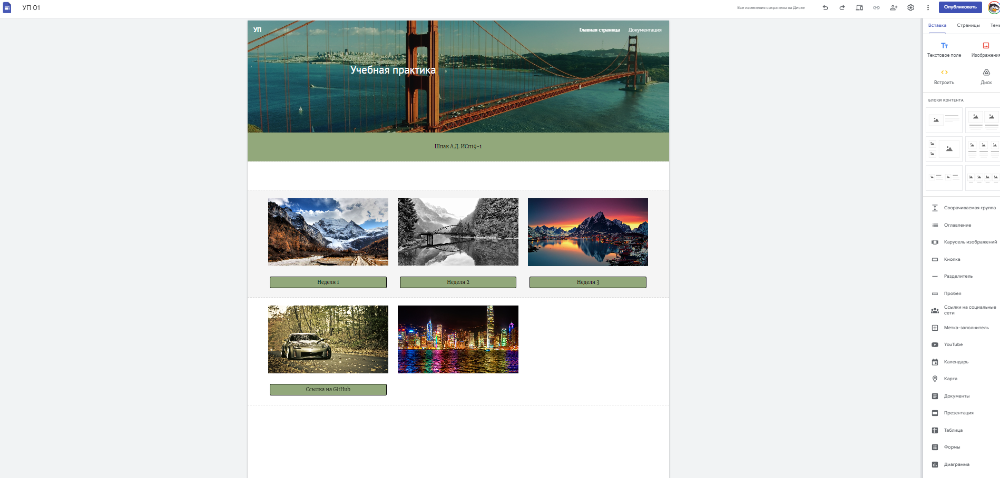 УП 01
Все изменения сохранены на Диске
Опубликовать
УП
Главная страница
Документация
Учебная практика
Шпак А.Д. ИСп19-1
Неделя 1
Неделя 2
Неделя 3
Ссылка на GitHub
Вставка
Страницы
Темы
Текстовое поле
Изображения
Встроить
Диск
БЛОКИ КОНТЕНТА
Сворачиваемая группа
Оглавление
Карусель изображений
Кнопка
Разделитель
Пробел
Ссылки на социальные
сети
Метка-заполнитель
YouTube
Календарь
Карта
Документы
Презентация
Таблица
Формы
Диаграмма